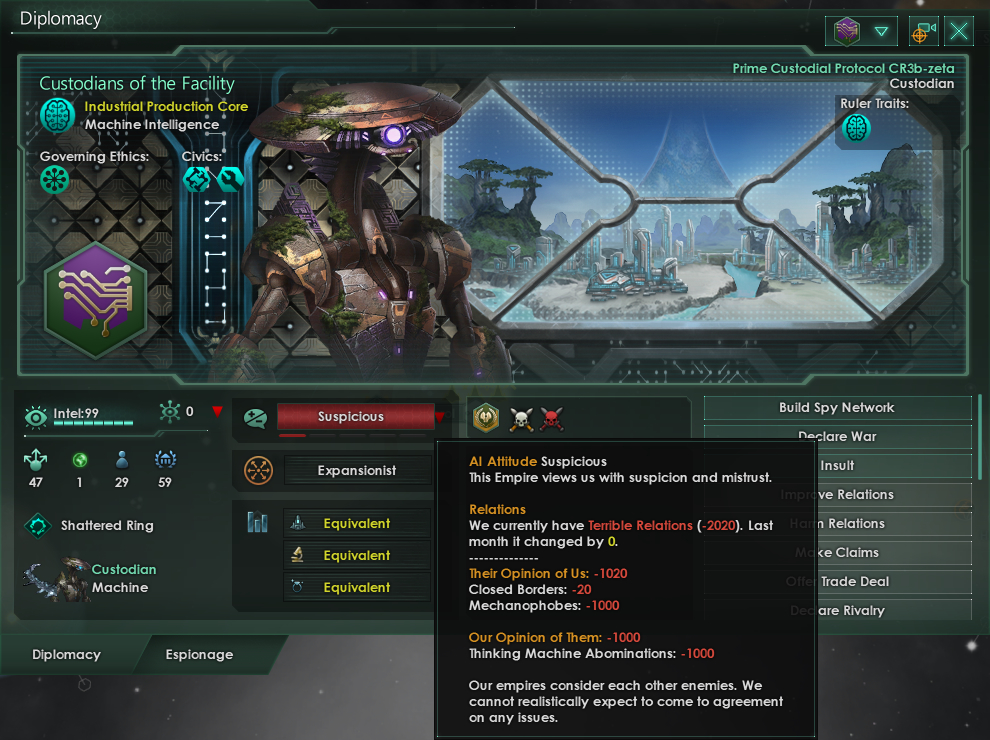 Diplomacy
Custodians of the Facility
Industrial Production Core
Machine Intelligence
Governing Ethics:
Civics:
Prime Custodial Protocol CR3b-zeta
Custodian
Ruler Traits:
Intel:99
0
47
1
29
59
Shattered Ring
Custodian
Machine
Suspicious
Expansionist
Equivalent
Equivalent
Equivalent
Build Spy Network
Declare War
Insult
Improve Relations
Harm Relations
Make Claims
Offer Trade Deal
Declare Rivalry
AI Attitude Suspicious
This Empire views us with suspicion and mistrust.
Relations
We currently have Terrible Relations (-2020). Last
month it changed by 0.
--------------
Their Opinion of Us: -1020
Closed Borders: -20
Mechanophobes: -1000
Our Opinion of Them: -1000
Thinking Machine Abominations: -1000
Our empires consider each other enemies. We
cannot realistically expect to come to agreement
on any issues.
Diplomacy
Espionage